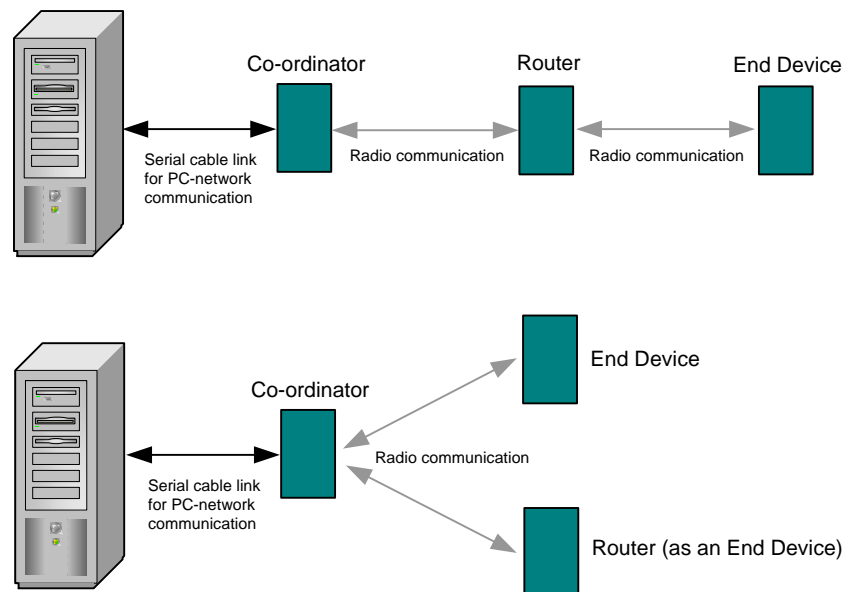 Co-ordinator
Router
End Device
Serial cable link
for PC-network
communication
Radio communication
Radio communication
End Device
Co-ordinator
Radio communication
Serial cable link
for PC-network
communication
Router (as an End Device)